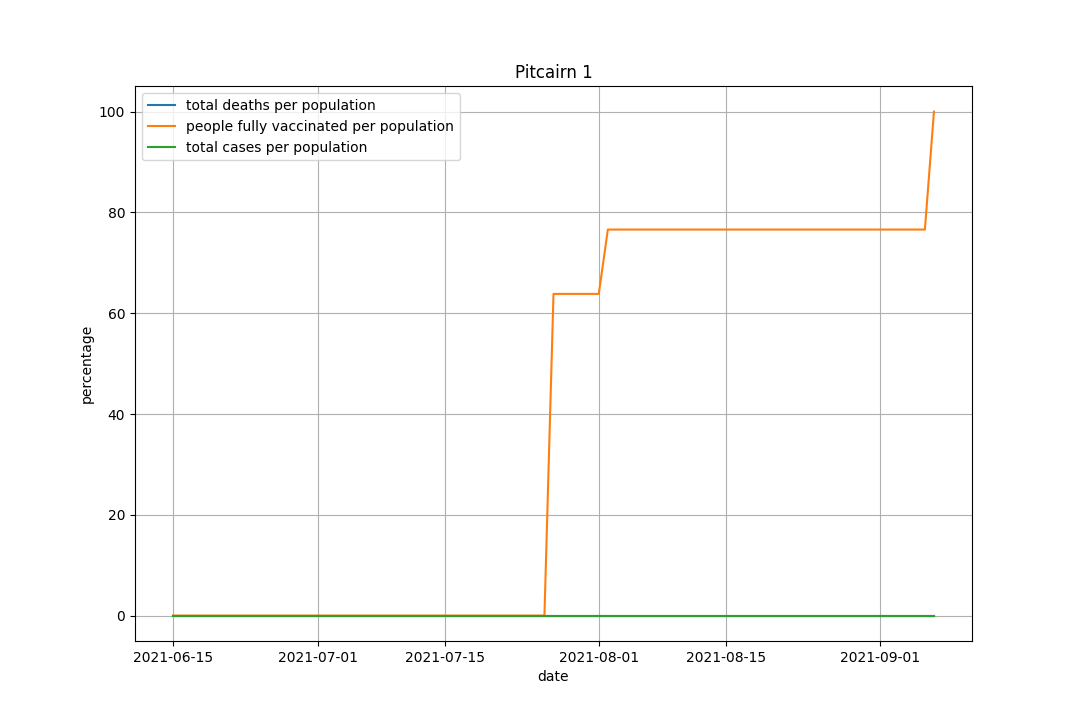 Pitcairn 1
total deaths per population
people fully vaccinated per population
total cases per population
100
80
60
40
20
0
percentage
2021-06-15 2021-07-01 2021-07-15 2021-08-01 2021-08-15 2021-09-01
date